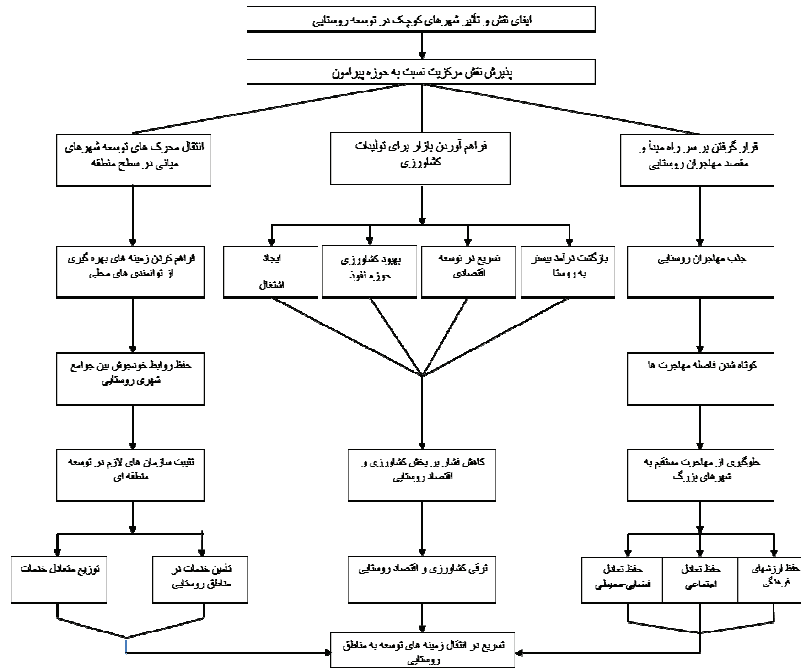 ایفای نقش و تأثیر شهرهای کوچک در توسعه روستایی
پذیرش نقش مرکزیت نسبت به حوزه پیرامون
قرار گرفتن بر سر راه مبدأ و
مقصد مهاجران روستایی
فراهم آوردن بازار برای تولیدات
کشاورزی
انتقال محرک های توسعه شهرهای
میانی در سطح منطقه
جذب مهاجران روستایی
بازگشت درآمد بیشتر
به روستا
تسریع در توسعه
اقتصادی
بهبود کشاورزی
حوزه نفوذ
ایجاد
اشتغال
فراهم کردن زمینه های بهره گیری
از توانمندی های محلی
کوتاه شدن فاصله مهاجرت ها
حفظ روابط خودجوش بین جوامع
شهری روستایی
جلوگیری از مهاجرت مستقیم به
شهرهای بزرگ
کاهش فشار بر بخش کشاورزی و
اقتصاد روستایی
تثبیت سازمان های لازم در توسعه
منطقه ای
حفظ ارزشهای
فرهنگی
حفظ تعادل
اجتماعی
حفظ تعادل
فضایی-محیطی
ترقی کشاورزی و اقتصاد روستایی
تأمین خدمات در
مناطق روستایی
توزیع متعادل خدمات
تسریع در انتقال زمینه های توسعه به مناطق
روستایی